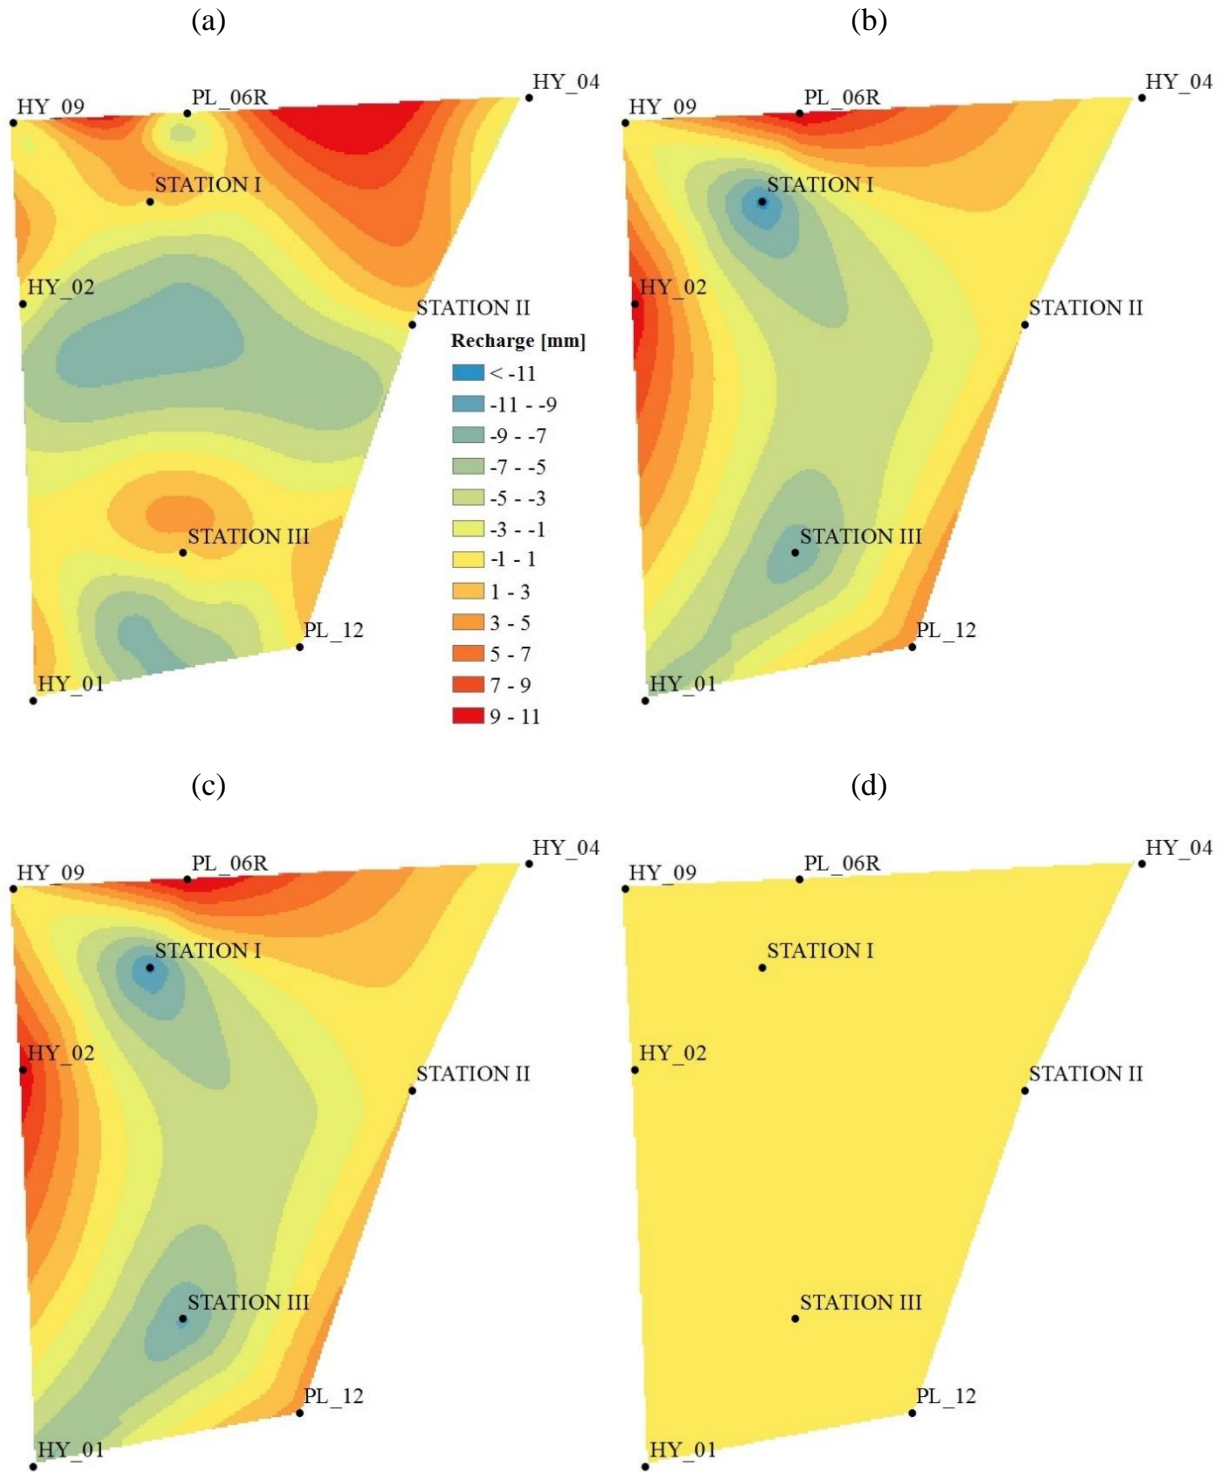 (a)
(b)
HY_04
HY_04
HY_09
PL_06R
HY_09
PL_06R
STATION I
STATION I
HY_02
HY_02
STATION II
STATION II
Recharge [mm]
< -11
-11 - -9
-9 - -7
-7 - -5
-5 - -3
-3 - -1
-1 - 1
1 - 3
3 - 5
5 - 7
7 - 9
9 - 11
STATION III
STATION III
PL_12
PL_12
HY_01
HY_01
(c)
(d)
HY_04
HY_04
HY_09
PL_06R
HY_09
PL_06R
STATION I
STATION I
HY_02
HY_02
STATION II
STATION II
STATION III
STATION III
PL_12
PL_12
HY_01
HY_01